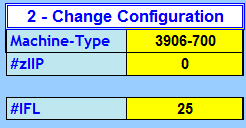 2 - Change Configuration
Machine-Type 3906-700
#zIIP 0
#IFL 25